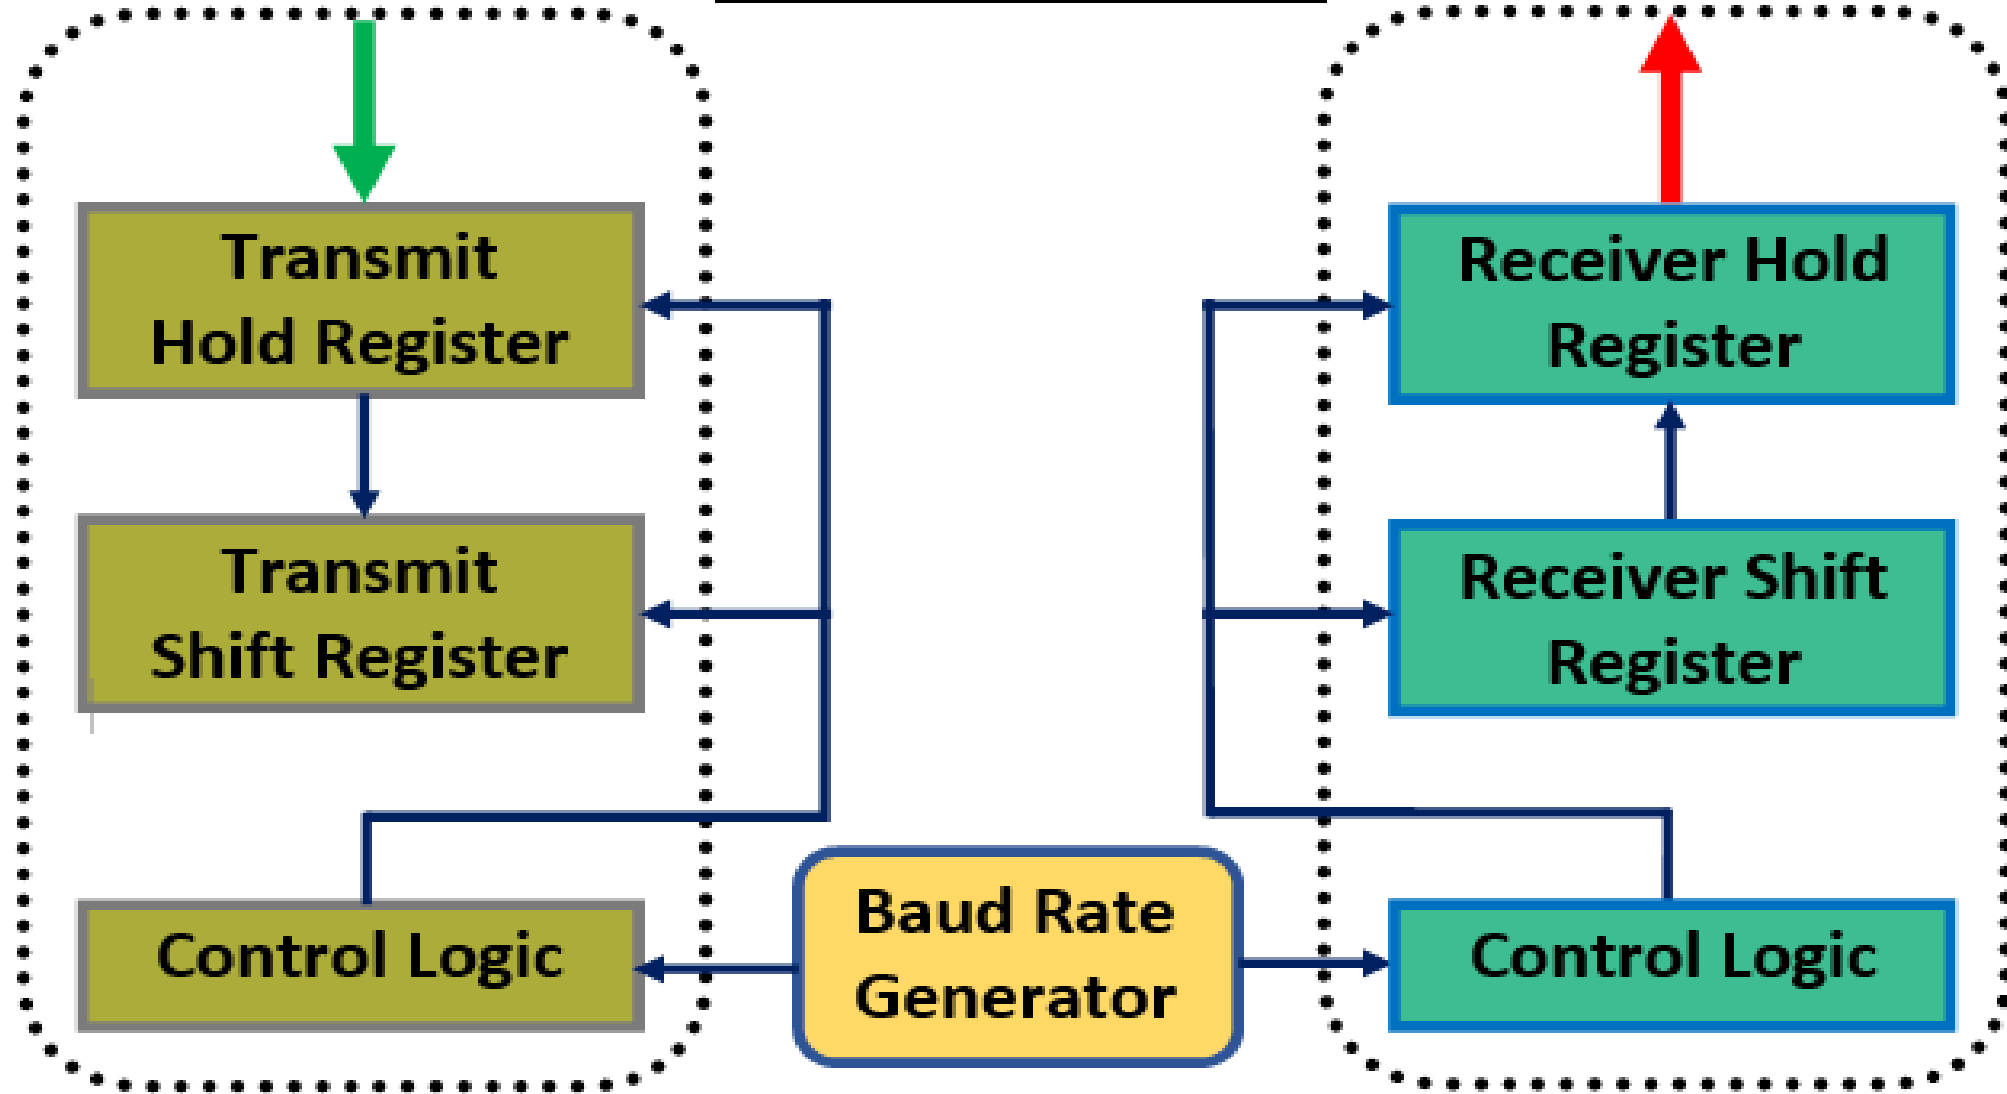 Transmit
Hold Register
Transmit
Shift Register
Control Logic
Baud Rate
Generator
Receiver Hold
Register
Receiver Shift
Register
Control Logic